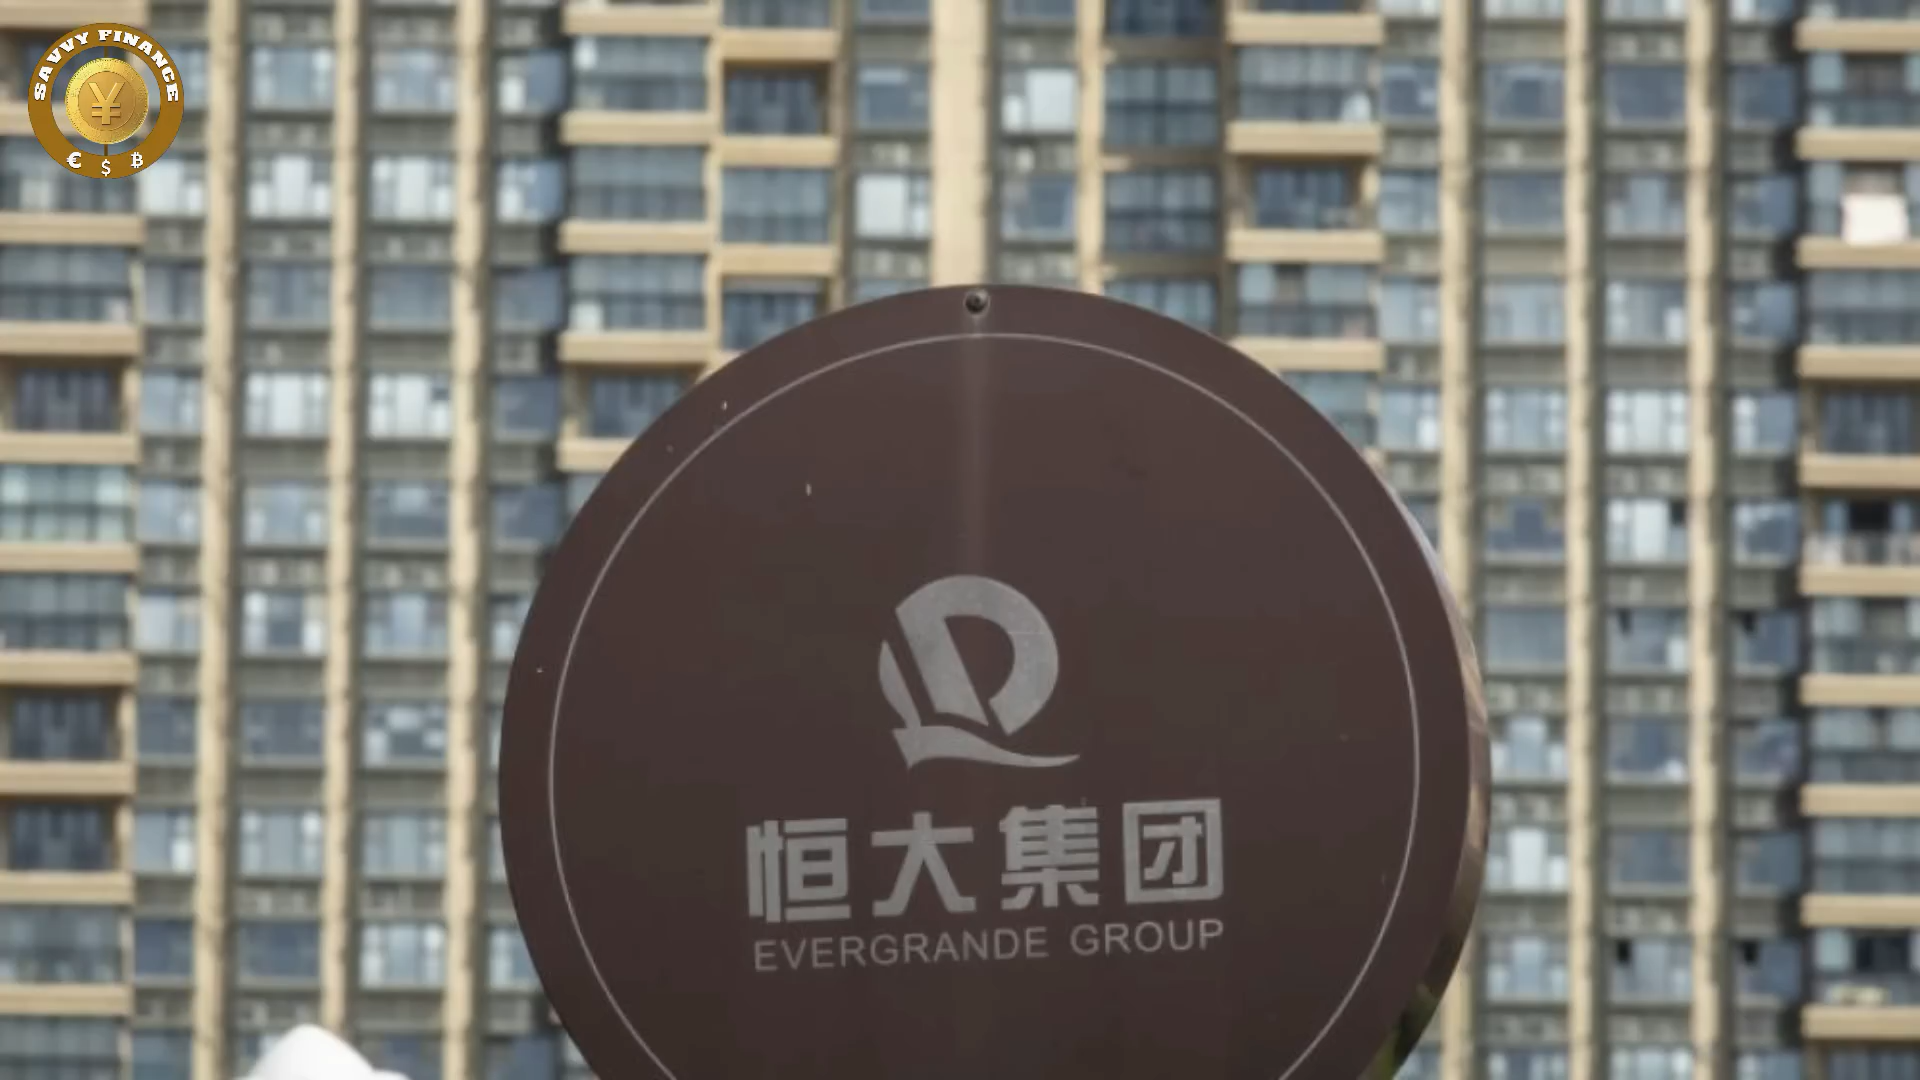 SAVVY FINANCE
¥
€ $ ₿
恒大集团
EVERGRANDE GROUP